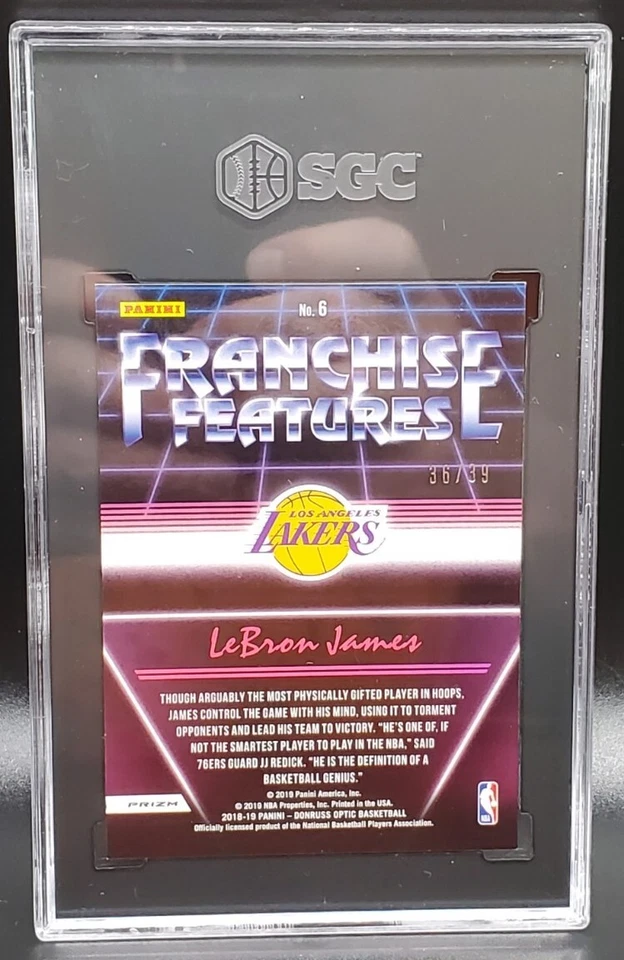 SGC
PANINI
No. 6
FRANCHISE
FEATURES
36/39
LOS ANGELES
LAKERS
LeBron James
THOUGH ARGUABLY THE MOST PHYSICALLY GIFTED PLAYER IN HOOPS,
JAMES CONTROL THE GAME WITH HIS MIND, USING IT TO TORMENT
OPPONENTS AND LEAD HIS TEAM TO VICTORY. "HE'S ONE OF, IF
NOT THE SMARTEST PLAYER TO PLAY IN THE NBA," SAID
76ERS GUARD JJ REDICK. "HE IS THE DEFINITION OF A
BASKETBALL GENIUS."
© 2019 Panini America, Inc.
© 2019 NBA Properties, Inc. Printed in the USA.
2018-19 PANINI – DONRUSS OPTIC BASKETBALL
Officially licensed product of the National Basketball Players Association.
PRIZM
NBA